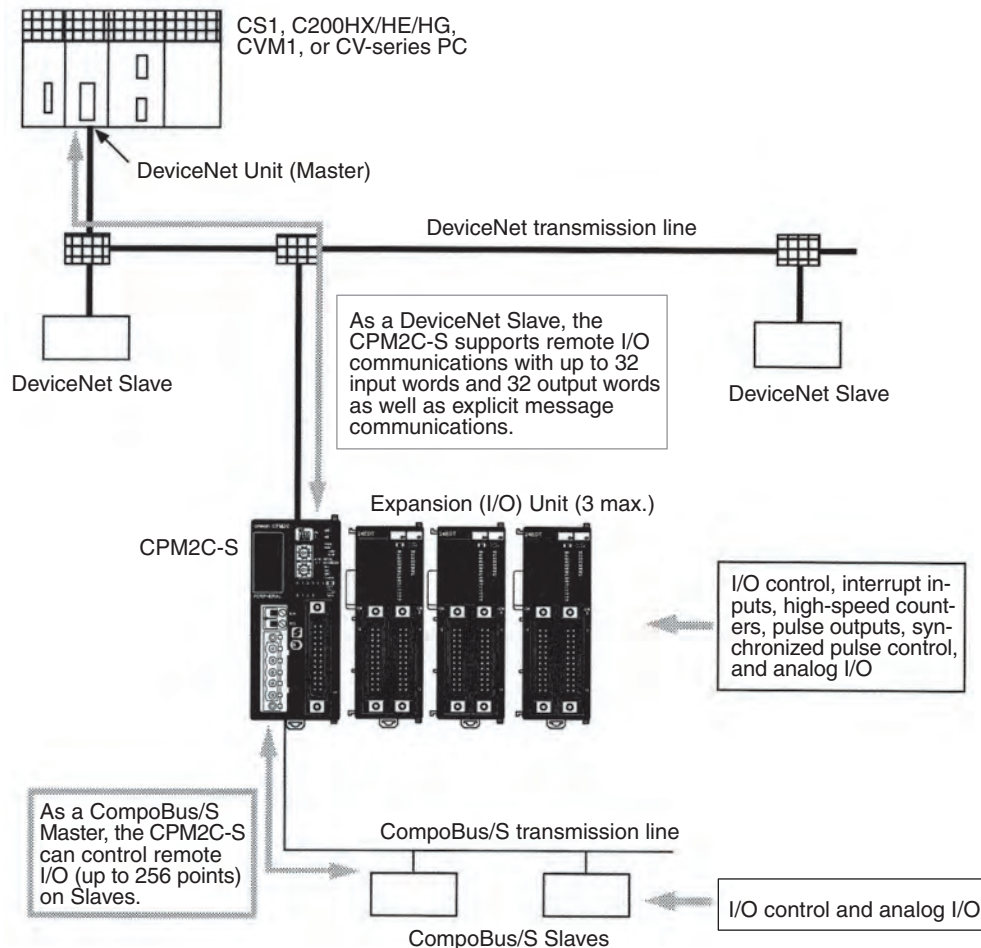 CS1, C200HX/HE/HG,
CVM1, or CV-series PC
DeviceNet Unit (Master)
DeviceNet transmission line
As a DeviceNet Slave, the
CPM2C-S supports remote I/O
communications with up to 32
input words and 32 output words
as well as explicit message
communications.
DeviceNet Slave
DeviceNet Slave
Expansion (I/O) Unit (3 max.)
CPM2C-S
I/O control, interrupt in-
puts, high-speed count-
ers, pulse outputs, syn-
chronized pulse control,
and analog I/O
As a CompoBus/S
Master, the CPM2C-S
can control remote
I/O (up to 256 points)
on Slaves.
CompoBus/S transmission line
I/O control and analog I/O
CompoBus/S Slaves